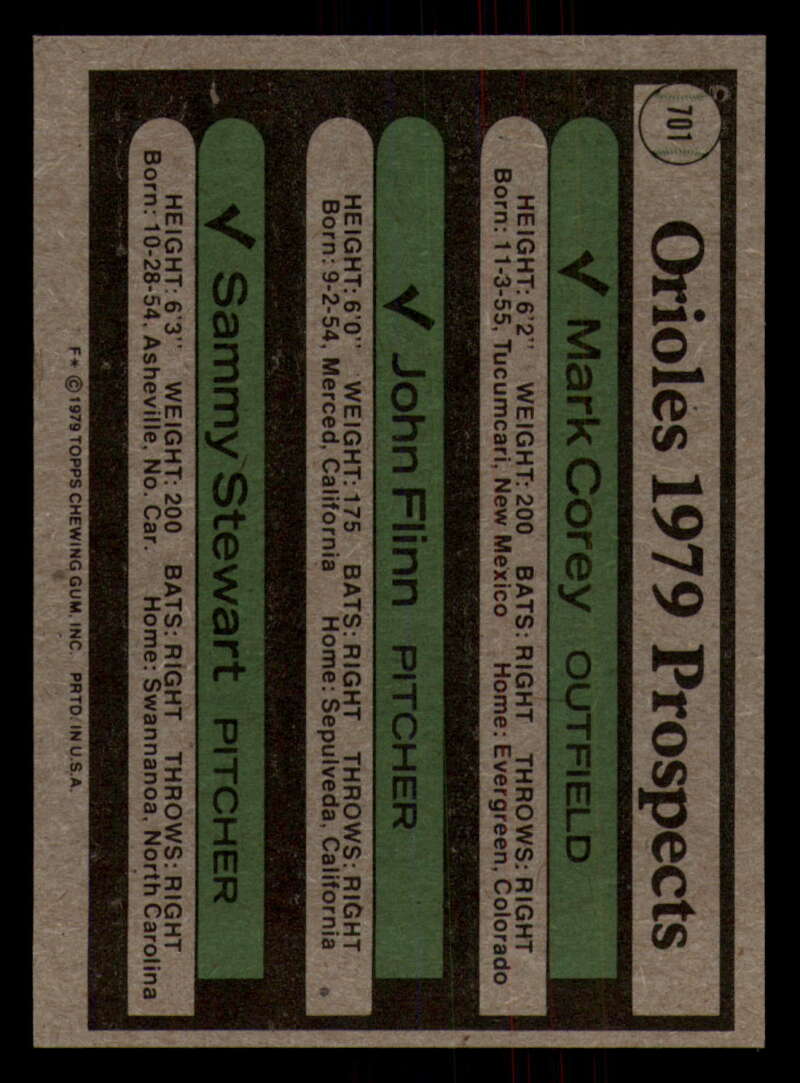 701
Orioles 1979 Prospects
✓ Mark Corey OUTFIELD
HEIGHT: 6'2" WEIGHT: 200 BATS: RIGHT THROWS: RIGHT
Born: 11-3-55, Tucumcari, New Mexico Home: Evergreen, Colorado
✓ John Flinn PITCHER
HEIGHT: 6'0" WEIGHT: 175 BATS: RIGHT THROWS: RIGHT
Born: 9-2-54, Merced, California Home: Sepulveda, California
✓ Sammy Stewart PITCHER
HEIGHT: 6'3" WEIGHT: 200 BATS: RIGHT THROWS: RIGHT
Born: 10-28-54, Asheville, No. Car. Home: Swannanoa, North Carolina
F* © 1979 TOPPS CHEWING GUM, INC. PRTD. IN U.S.A.